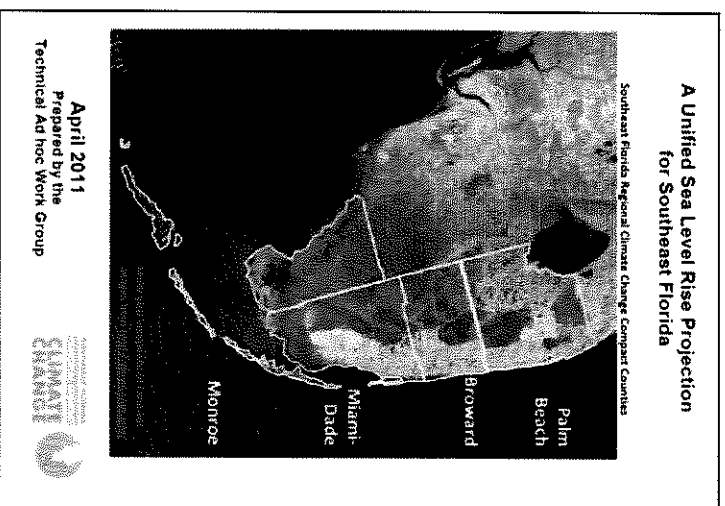 A Unified Sea Level Rise Projection
for Southeast Florida
Southeast Florida Regional Climate Change Compact Counties
Palm
Beach
Broward
Miami-
Dade
Monroe
April 2011
Prepared by the
Technical Ad hoc Work Group
CLIMATE
CHANGE